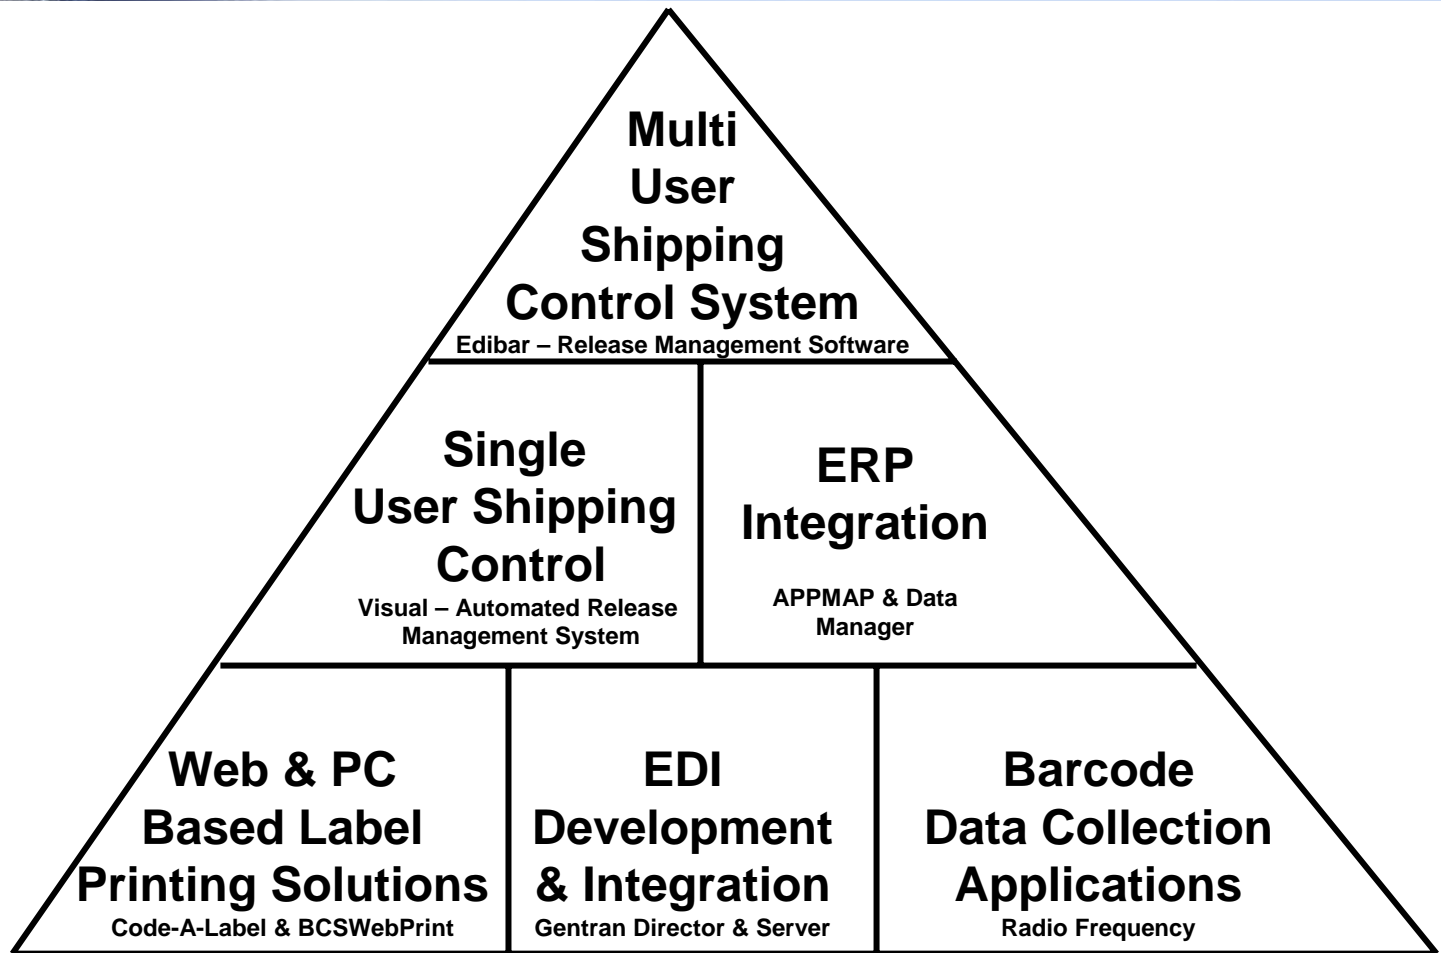 Multi
User
Shipping
Control System
Edibar – Release Management Software
Single
User Shipping
Control
Visual – Automated Release
Management System
ERP
Integration
APPMAP & Data
Manager
Web & PC
Based Label
Printing Solutions
Code-A-Label & BCSWebPrint
EDI
Development
& Integration
Gentran Director & Server
Barcode
Data Collection
Applications
Radio Frequency